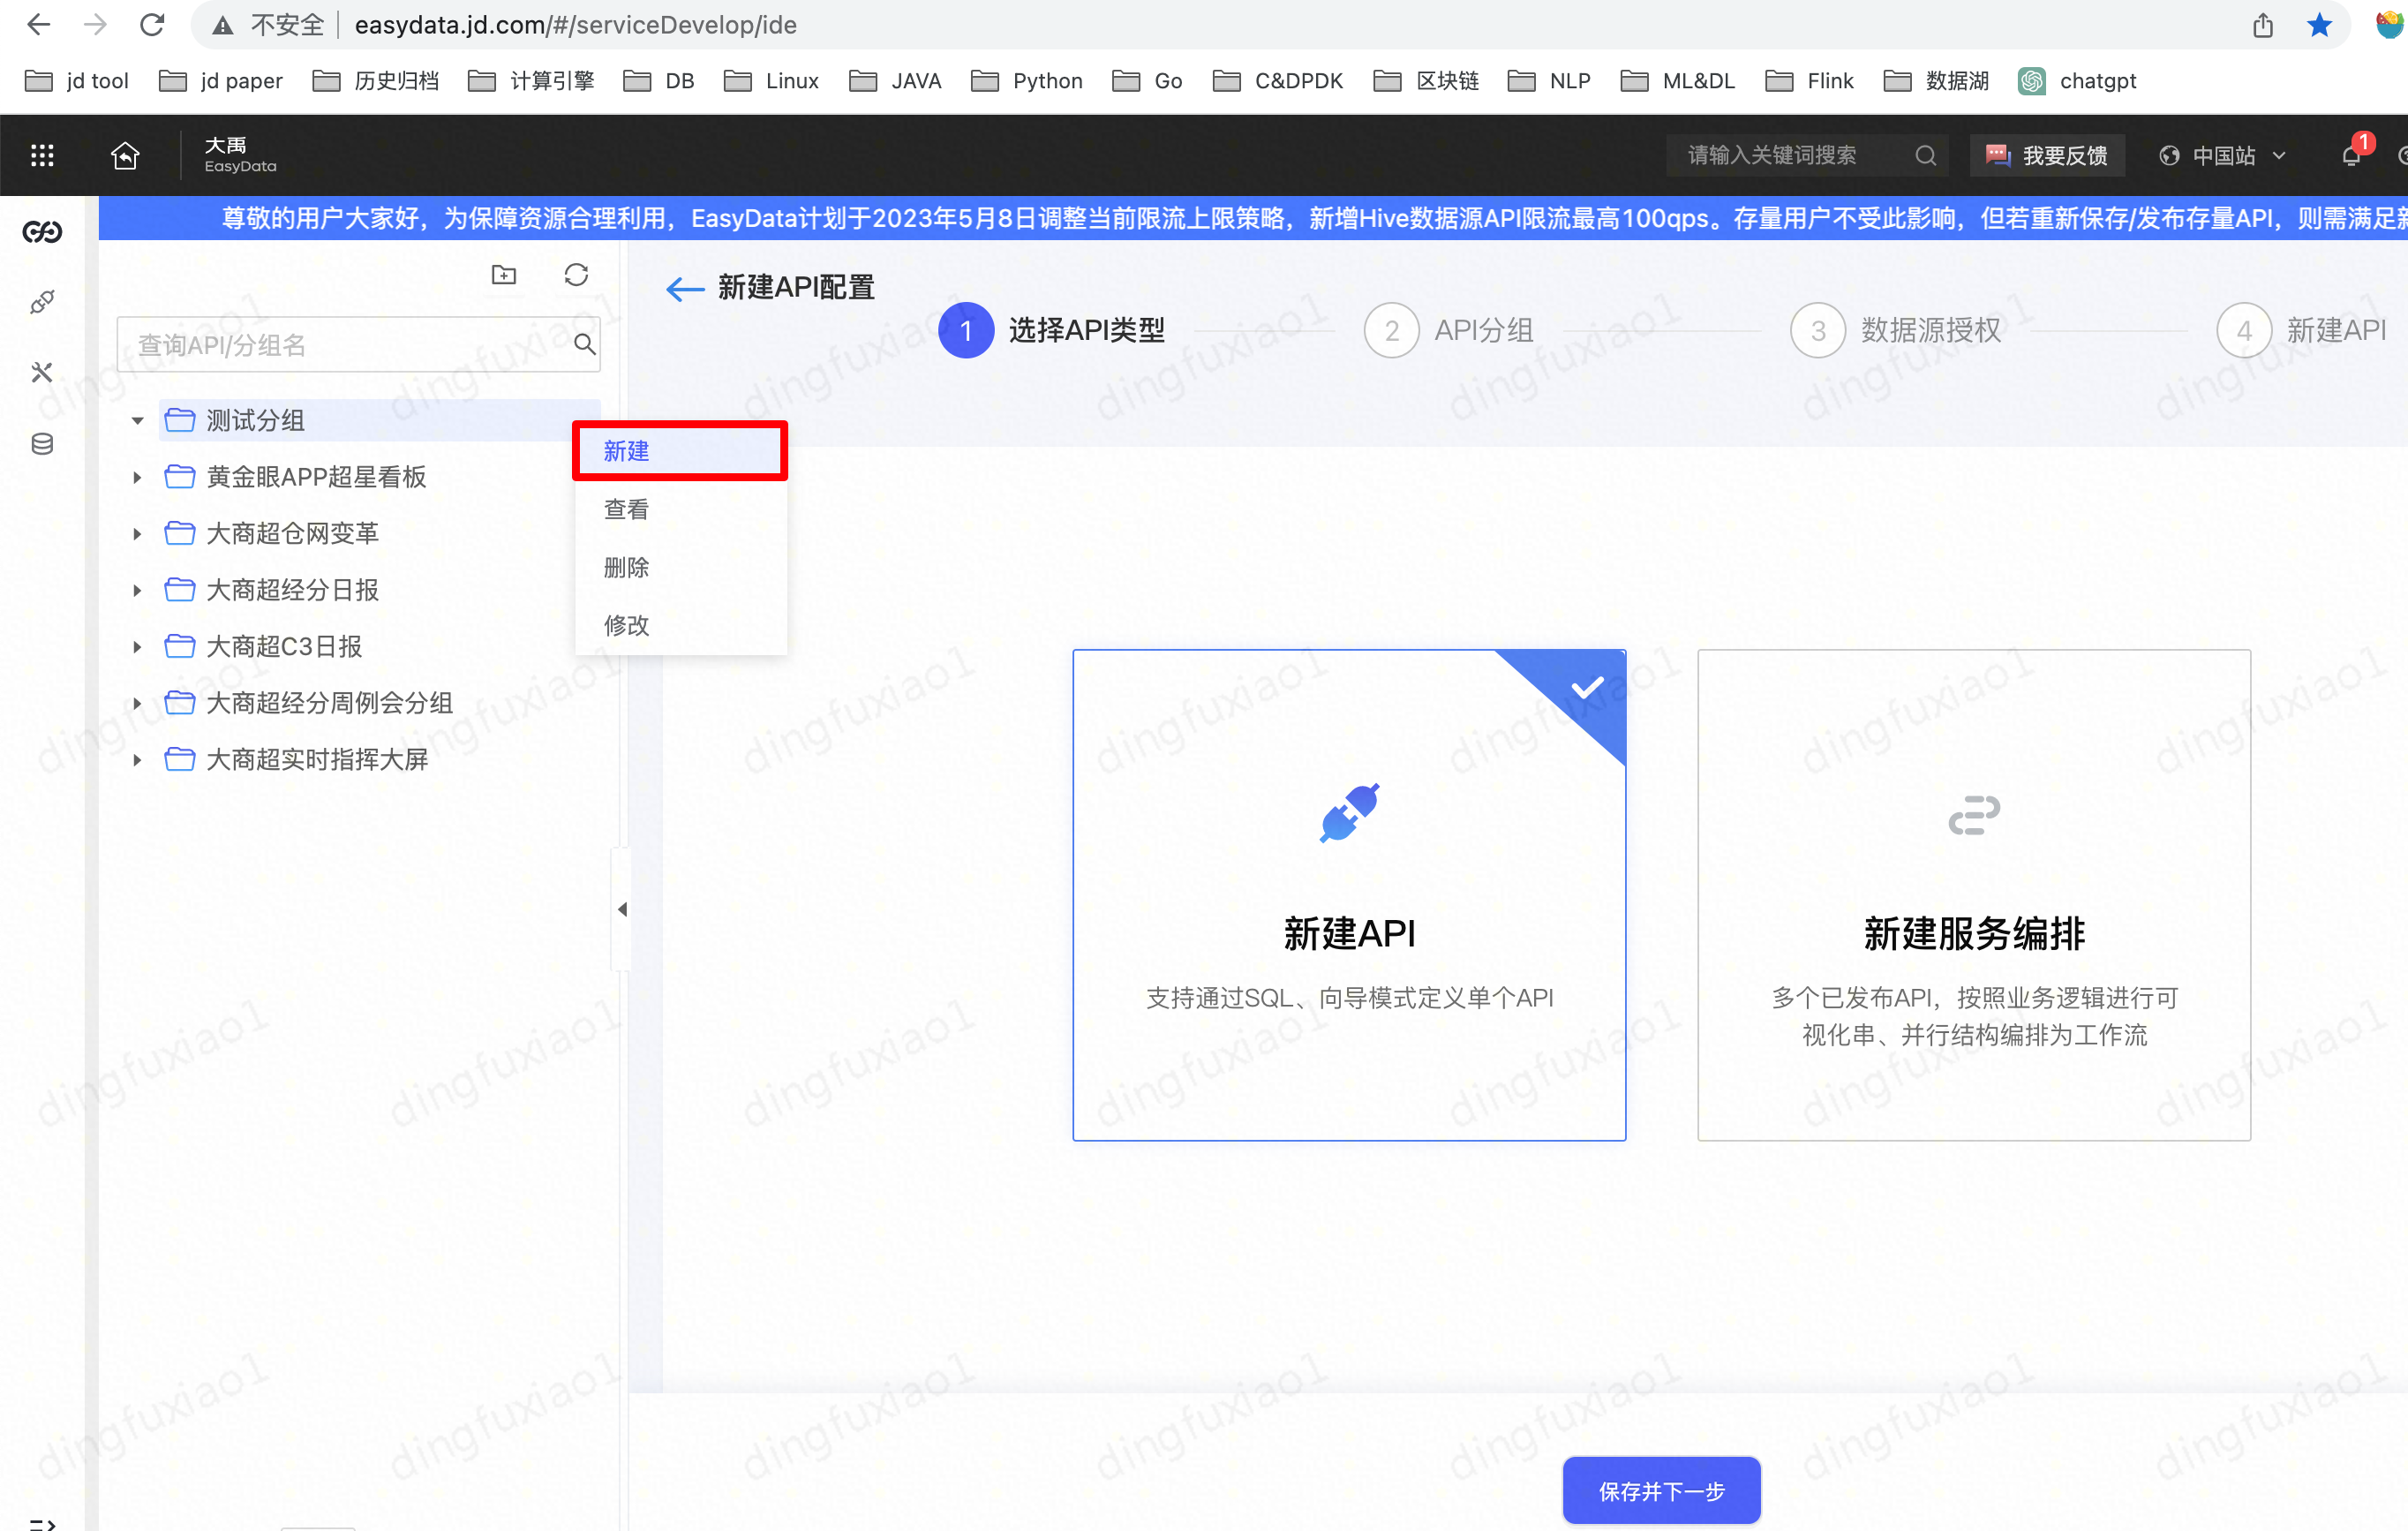 不安全 easydata.jd.com/#/serviceDevelop/ide
jd tool jd paper 历史归档 计算引擎 DB Linux JAVA Python Go C&DPDK 区块链 NLP ML&DL Flink 数据湖 chatgpt
大禹
EasyData
请输入关键词搜索 我要反馈 中国站 1
尊敬的用户大家好，为保障资源合理利用，EasyData计划于2023年5月8日调整当前限流上限策略，新增Hive数据源API限流最高100qps。存量用户不受此影响，但若重新保存/发布存量API，则需满足新
新建API配置
1 选择API类型 2 API分组 3 数据源授权 4 新建API
查询API/分组名
测试分组
黄金眼APP超星看板
大商超仓网变革
大商超经分日报
大商超C3日报
大商超经分周例会分组
大商超实时指挥大屏
新建
查看
删除
修改
新建API
支持通过SQL、向导模式定义单个API
新建服务编排
多个已发布API，按照业务逻辑进行可
视化串、并行结构编排为工作流
保存并下一步
dingfuxiao1